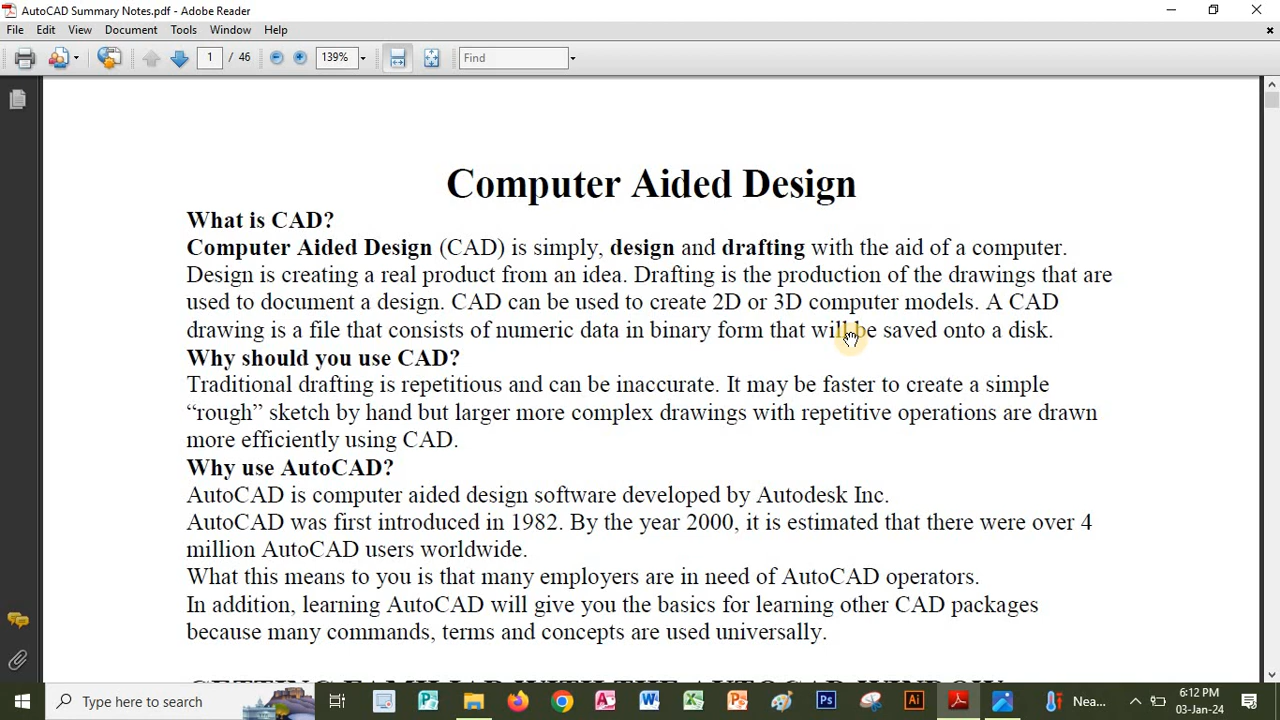 AutoCAD Summary Notes.pdf - Adobe Reader
File Edit View Document Tools Window Help
1 / 46 139% Find
Computer Aided Design
What is CAD?
Computer Aided Design (CAD) is simply, design and drafting with the aid of a computer.
Design is creating a real product from an idea. Drafting is the production of the drawings that are
used to document a design. CAD can be used to create 2D or 3D computer models. A CAD
drawing is a file that consists of numeric data in binary form that will be saved onto a disk.
Why should you use CAD?
Traditional drafting is repetitious and can be inaccurate. It may be faster to create a simple
“rough” sketch by hand but larger more complex drawings with repetitive operations are drawn
more efficiently using CAD.
Why use AutoCAD?
AutoCAD is computer aided design software developed by Autodesk Inc.
AutoCAD was first introduced in 1982. By the year 2000, it is estimated that there were over 4
million AutoCAD users worldwide.
What this means to you is that many employers are in need of AutoCAD operators.
In addition, learning AutoCAD will give you the basics for learning other CAD packages
because many commands, terms and concepts are used universally.
Type here to search
Nea...
6:12 PM
03-Jan-24